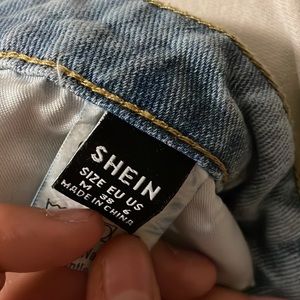 SHEIN
SIZE EU US
M 38 6
MADE IN CHINA